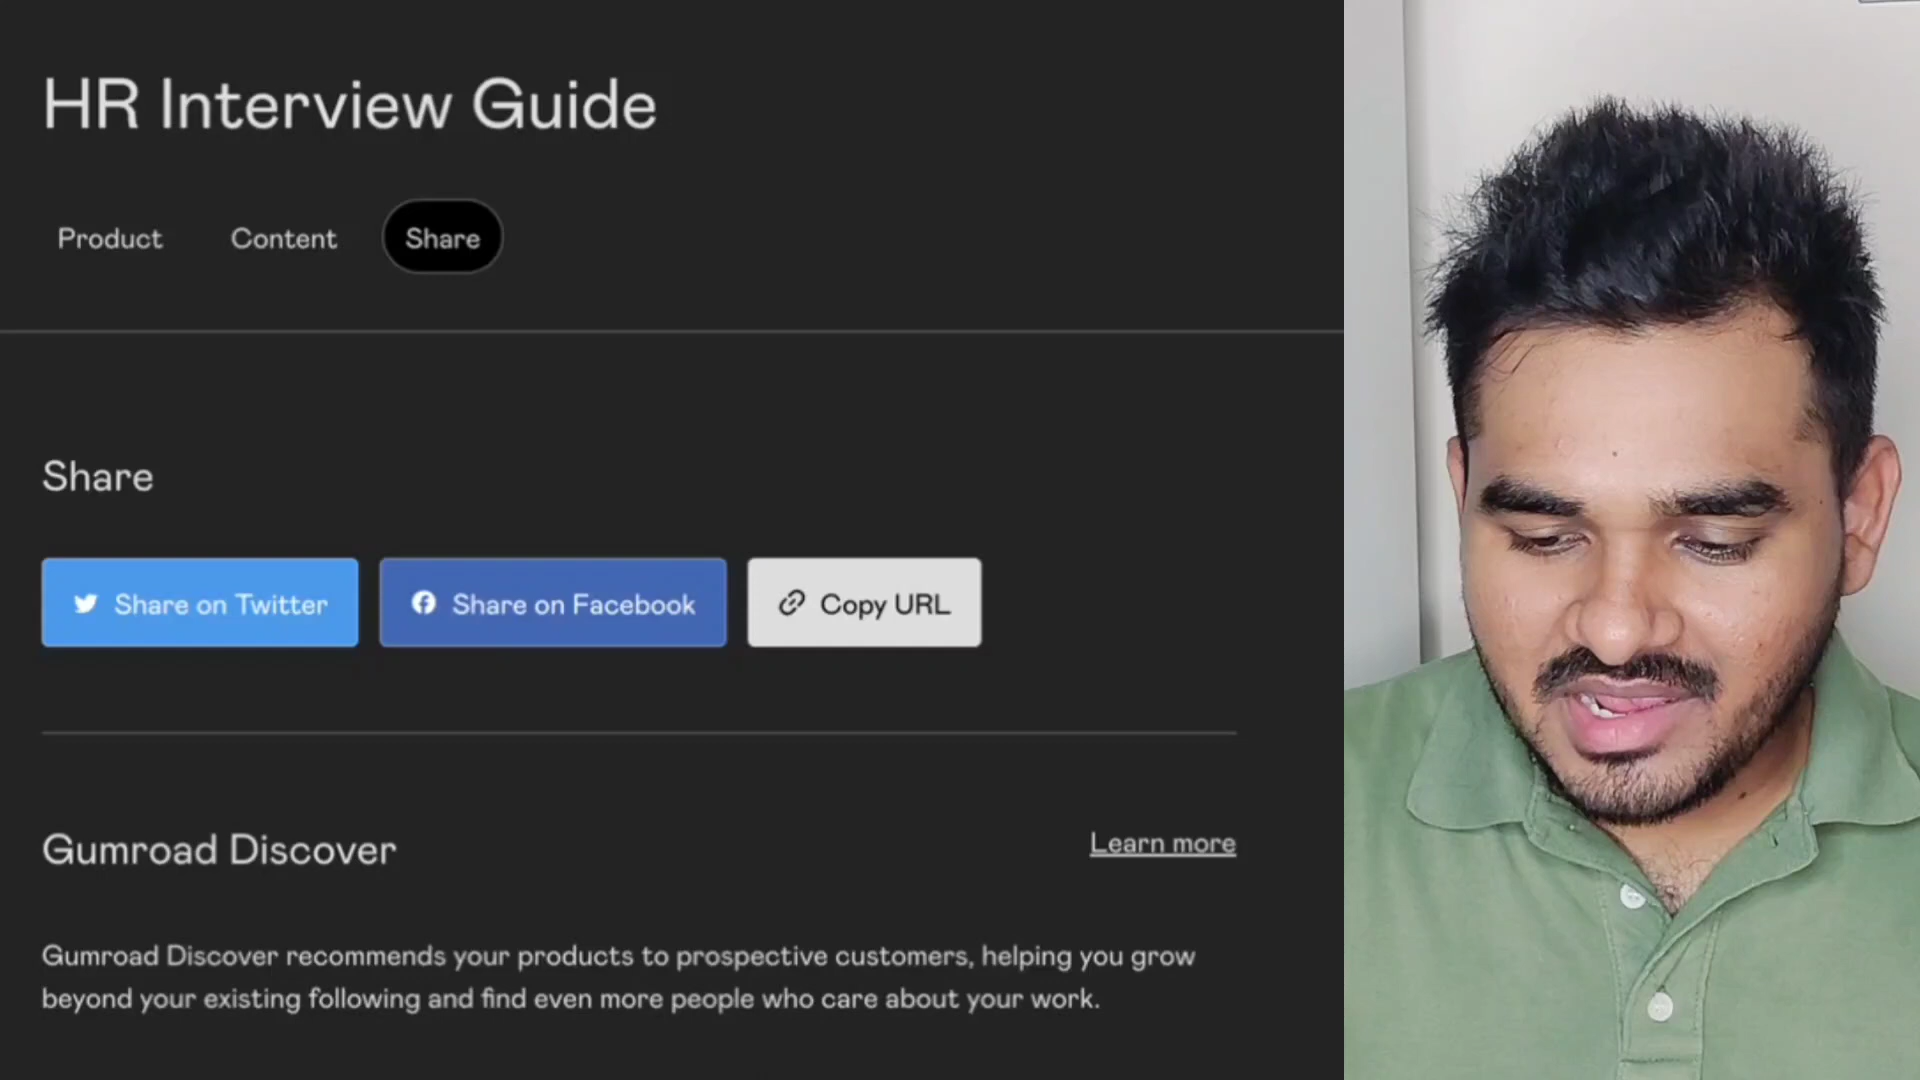 HR Interview Guide
Product Content Share
Share
Share on Twitter Share on Facebook Copy URL
Gumroad Discover Learn more
Gumroad Discover recommends your products to prospective customers, helping you grow
beyond your existing following and find even more people who care about your work.